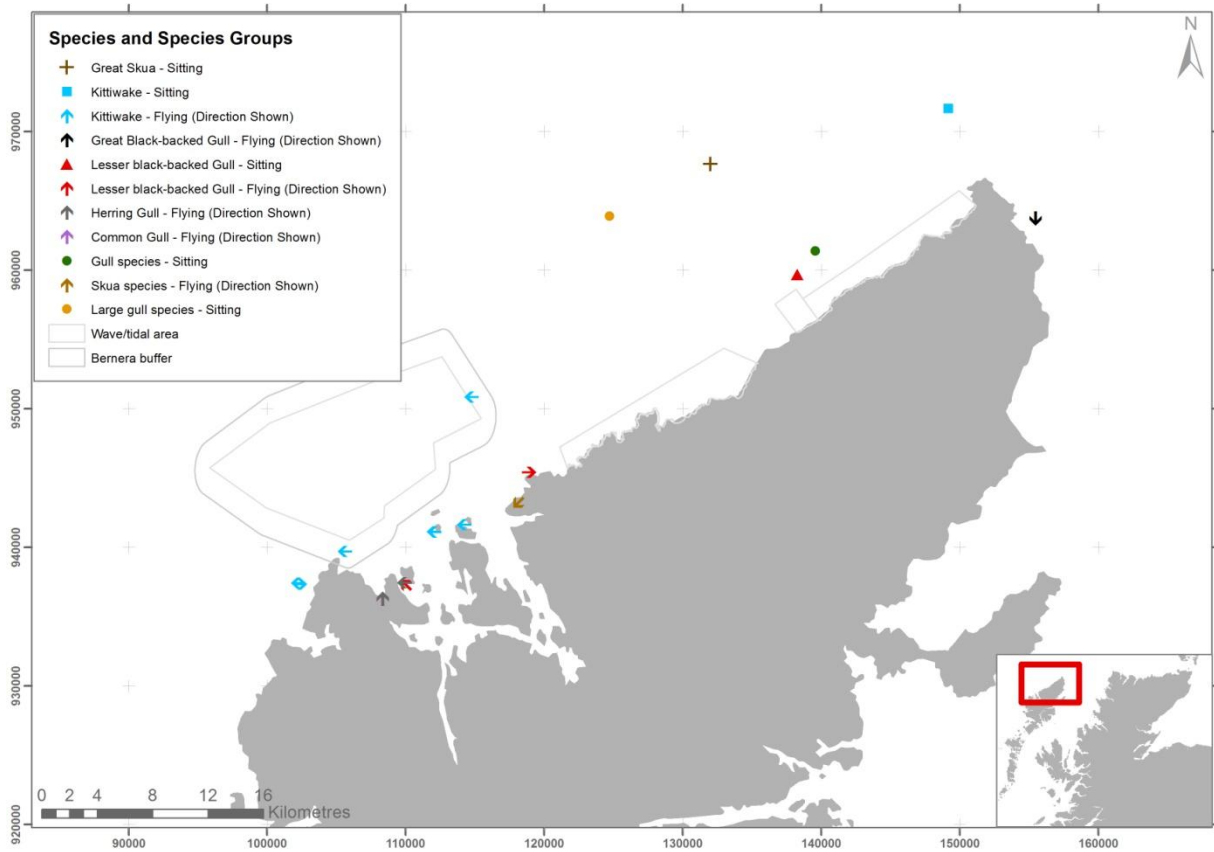 Species and Species Groups
Great Skua - Sitting
Kittiwake - Sitting
Kittiwake - Flying (Direction Shown)
Great Black-backed Gull - Flying (Direction Shown)
Lesser black-backed Gull - Sitting
Lesser black-backed Gull - Flying (Direction Shown)
Herring Gull - Flying (Direction Shown)
Common Gull - Flying (Direction Shown)
Gull species - Sitting
Skua species - Flying (Direction Shown)
Large gull species - Sitting
Wave/tidal area
Bernera buffer
N
970000
960000
950000
940000
930000
920000
0 2 4 8 12 16
Kilometres
90000 100000 110000 120000 130000 140000 150000 160000